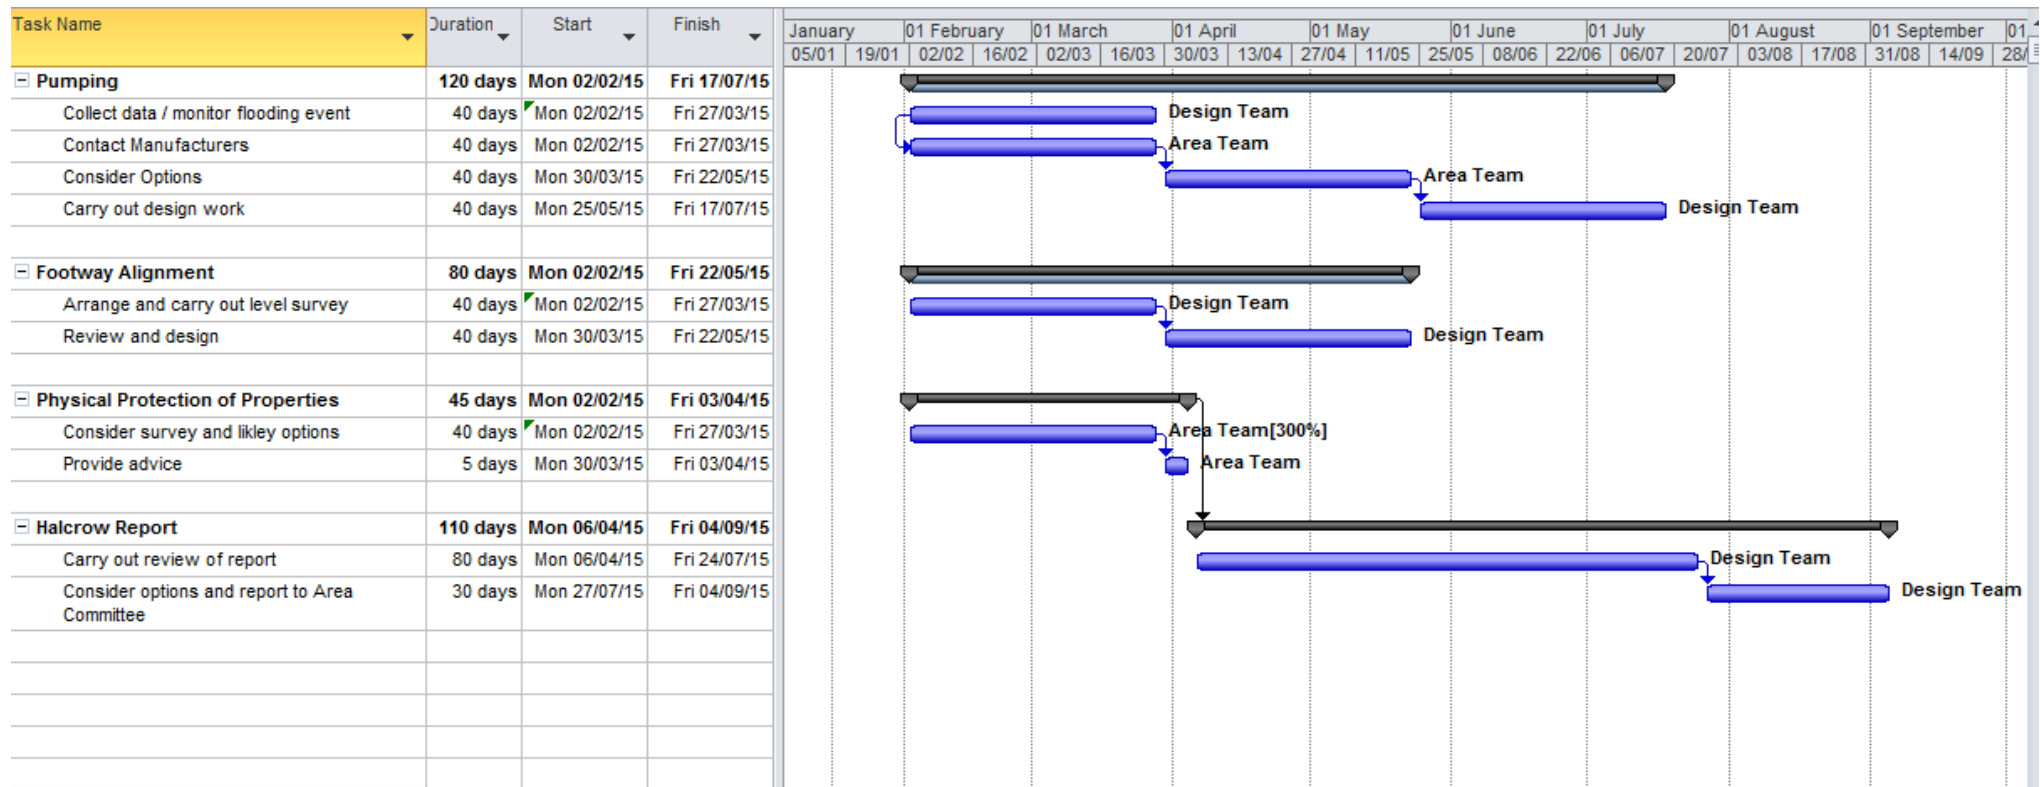 Task Name Duration Start Finish
January 01 February 01 March 01 April 01 May 01 June 01 July 01 August 01 September 01
05/01 19/01 02/02 16/02 02/03 16/03 30/03 13/04 27/04 11/05 25/05 08/06 22/06 06/07 20/07 03/08 17/08 31/08 14/09 28/
Pumping 120 days Mon 02/02/15 Fri 17/07/15
Collect data / monitor flooding event 40 days Mon 02/02/15 Fri 27/03/15 Design Team
Contact Manufacturers 40 days Mon 02/02/15 Fri 27/03/15 Area Team
Consider Options 40 days Mon 30/03/15 Fri 22/05/15 Area Team
Carry out design work 40 days Mon 25/05/15 Fri 17/07/15 Design Team
Footway Alignment 80 days Mon 02/02/15 Fri 22/05/15
Arrange and carry out level survey 40 days Mon 02/02/15 Fri 27/03/15 Design Team
Review and design 40 days Mon 30/03/15 Fri 22/05/15 Design Team
Physical Protection of Properties 45 days Mon 02/02/15 Fri 03/04/15
Consider survey and likley options 40 days Mon 02/02/15 Fri 27/03/15 Area Team[300%]
Provide advice 5 days Mon 30/03/15 Fri 03/04/15 Area Team
Halcrow Report 110 days Mon 06/04/15 Fri 04/09/15
Carry out review of report 80 days Mon 06/04/15 Fri 24/07/15 Design Team
Consider options and report to Area 30 days Mon 27/07/15 Fri 04/09/15 Design Team
Committee